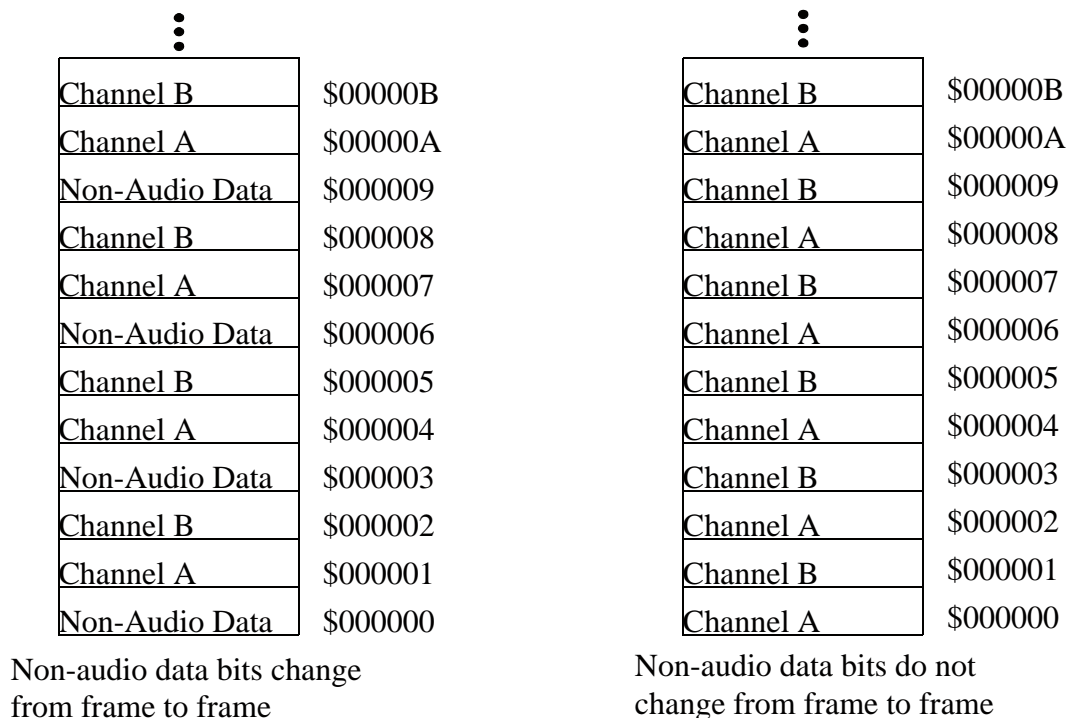 Channel B $00000B
Channel A $00000A
Non-Audio Data $000009
Channel B $000008
Channel A $000007
Non-Audio Data $000006
Channel B $000005
Channel A $000004
Non-Audio Data $000003
Channel B $000002
Channel A $000001
Non-Audio Data $000000
Non-audio data bits change
from frame to frame
Channel B $00000B
Channel A $00000A
Channel B $000009
Channel A $000008
Channel B $000007
Channel A $000006
Channel B $000005
Channel A $000004
Channel B $000003
Channel A $000002
Channel B $000001
Channel A $000000
Non-audio data bits do not
change from frame to frame